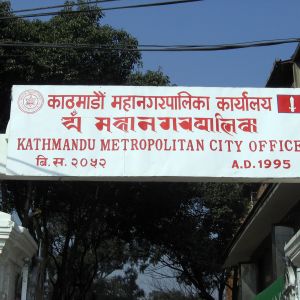 काठमाडौं महानगरपालिका कार्यालय
KATHMANDU METROPOLITAN CITY OFFICE
बि.स. २०५२ A.D. 1995